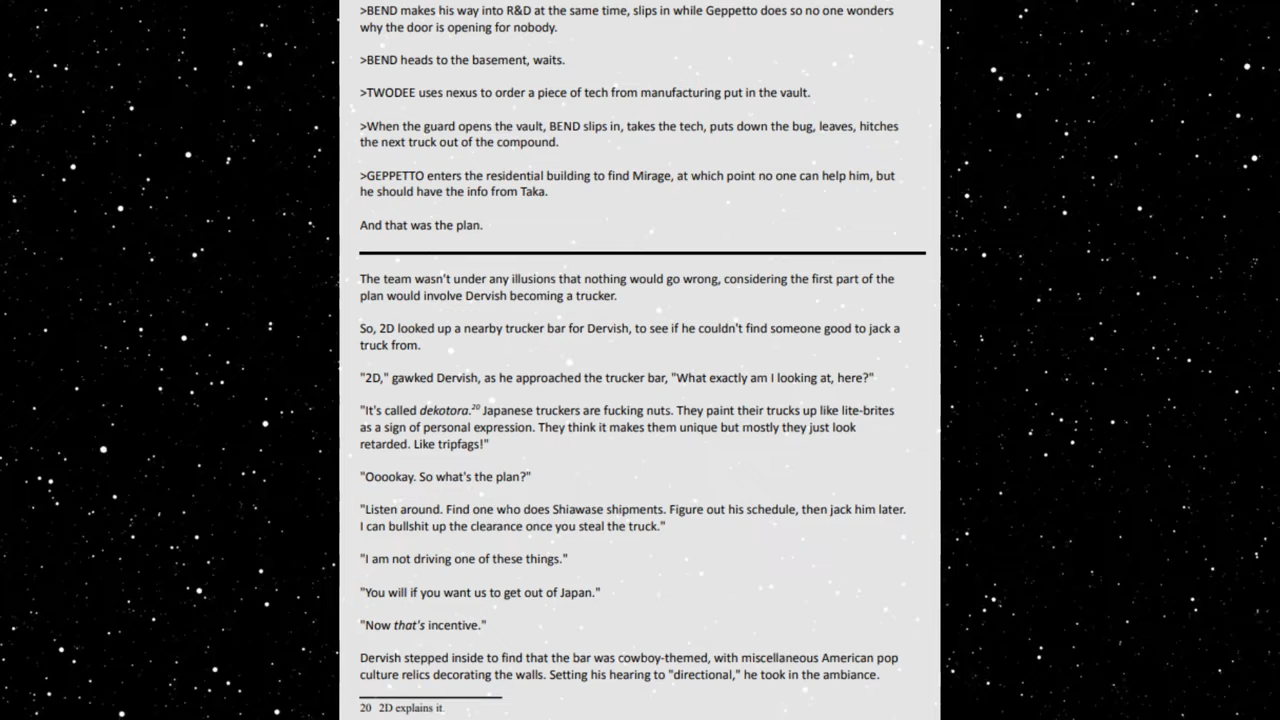 >BEND makes his way into R&D at the same time, slips in while Geppetto does so no one wonders
why the door is opening for nobody.
>BEND heads to the basement, waits.
>TWODEE uses nexus to order a piece of tech from manufacturing put in the vault.
>When the guard opens the vault, BEND slips in, takes the tech, puts down the bug, leaves, hitches
the next truck out of the compound.
>GEPPETTO enters the residential building to find Mirage, at which point no one can help him, but
he should have the info from Taka.
And that was the plan.
The team wasn't under any illusions that nothing would go wrong, considering the first part of the
plan would involve Dervish becoming a trucker.
So, 2D looked up a nearby trucker bar for Dervish, to see if he couldn't find someone good to jack a
truck from.
"2D," gawked Dervish, as he approached the trucker bar, "What exactly am I looking at, here?"
"It's called dekotora.20 Japanese truckers are fucking nuts. They paint their trucks up like lite-brites
as a sign of personal expression. They think it makes them unique but mostly they just look
retarded. Like tripfags!"
"Ooookay. So what's the plan?"
"Listen around. Find one who does Shiawase shipments. Figure out his schedule, then jack him later.
I can bullshit up the clearance once you steal the truck."
"I am not driving one of these things."
"You will if you want us to get out of Japan."
"Now that's incentive."
Dervish stepped inside to find that the bar was cowboy-themed, with miscellaneous American pop
culture relics decorating the walls. Setting his hearing to "directional," he took in the ambiance.
20 2D explains it.